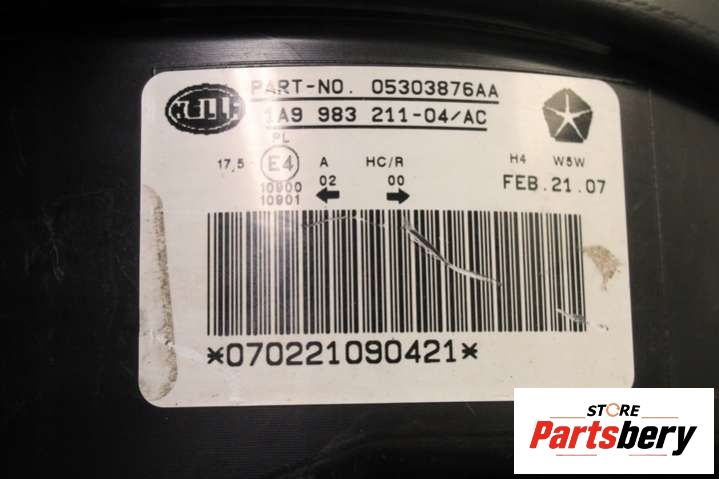 HELLA
PART-NO. 05303876AA
1A9 983 211-04/AC
PL
17,5 E4 A HC/R H4 W5W
10900 02 00 FEB.21.07
10901
*070221090421*
STORE
Partsbery